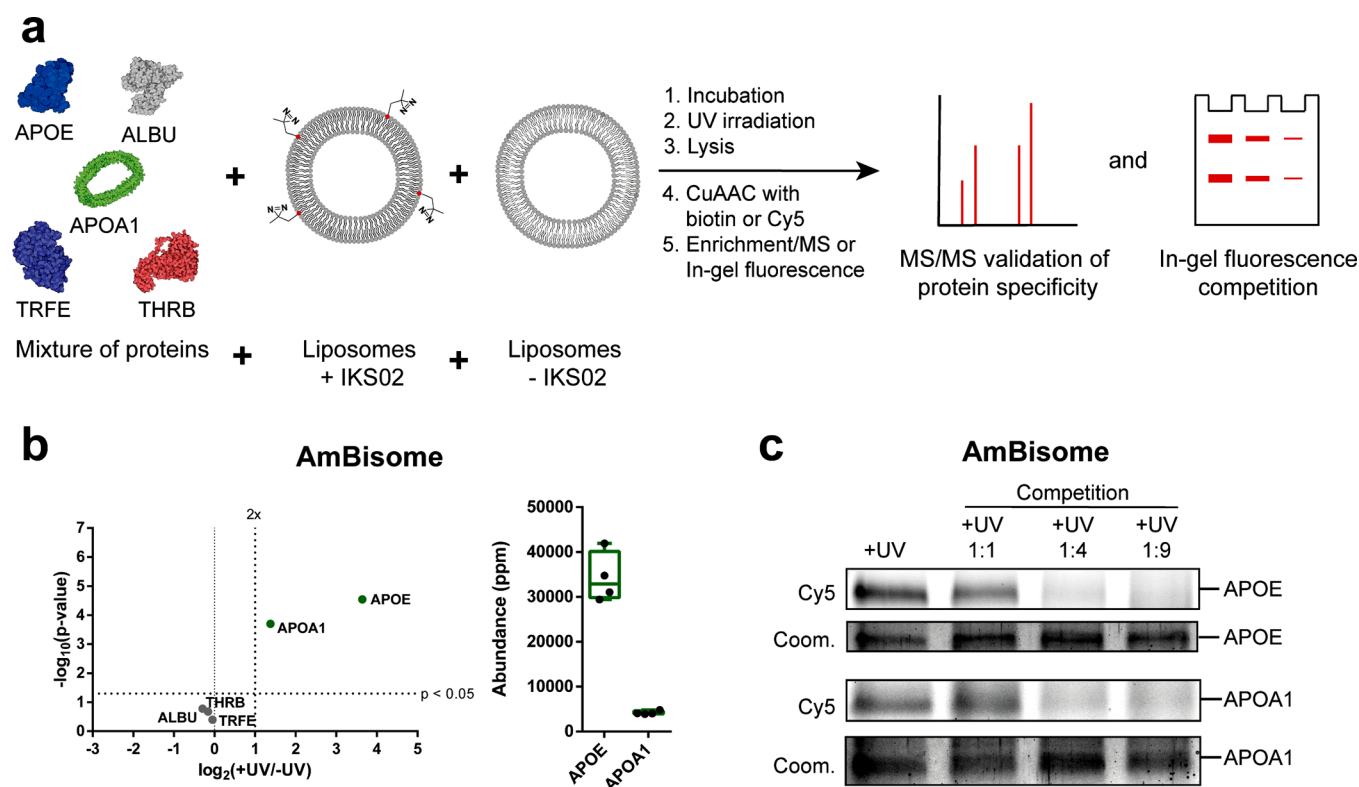 a
APOE
ALBU
APOA1
TRFE
THRB
Mixture of proteins
+
N=N
N=N
N=N
N=N
Liposomes
+ IKS02
+
+
+
Liposomes
- IKS02
1. Incubation
2. UV irradiation
3. Lysis
4. CuAAC with
biotin or Cy5
5. Enrichment/MS or
In-gel fluorescence
MS/MS validation of
protein specificity
and
In-gel fluorescence
competition
b
AmBisome
2x
7
6
5
4
3
2
1
0
-log10(p-value)
APOE
APOA1
p < 0.05
THRB
ALBU
TRFE
-3 -2 -1 0 1 2 3 4 5
log2(+UV/-UV)
50000
40000
30000
20000
10000
0
Abundance (ppm)
APOE
APOA1
c
AmBisome
Competition
+UV +UV +UV +UV
1:1 1:4 1:9
Cy5 APOE
Coom. APOE
Cy5 APOA1
Coom. APOA1